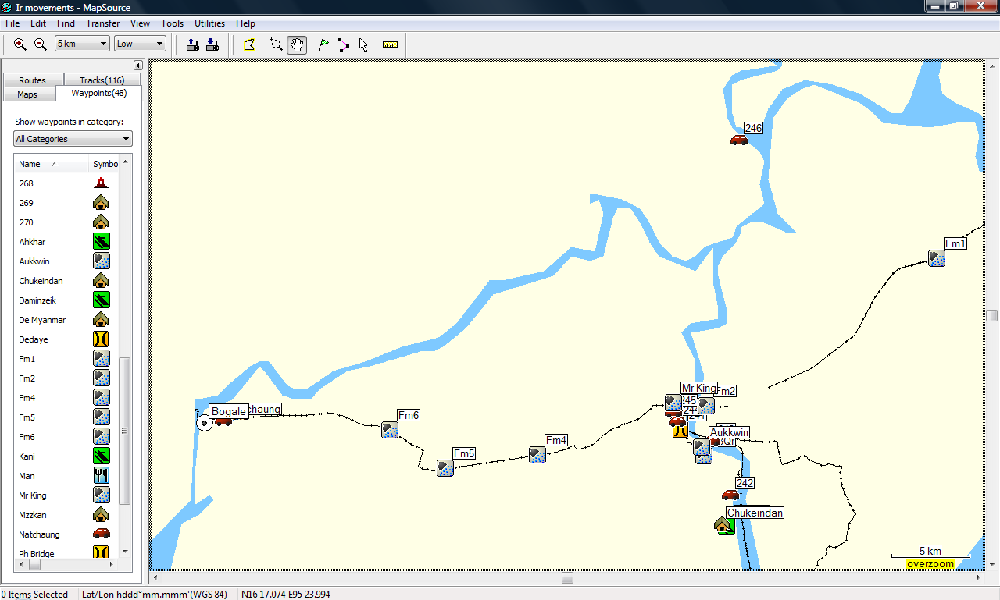 Ir movements - MapSource
File Edit Find Transfer View Tools Utilities Help
5 km Low
Routes Tracks(116)
Maps Waypoints(48)
Show waypoints in category:
All Categories
Name / Symbo
268
269
270
Ahkhar
Aukkwin
Chukeindan
Daminzeik
De Myanmar
Dedaye
Fm1
Fm2
Fm4
Fm5
Fm6
Kani
Man
Mr King
Mzzkan
Natchaung
Ph Bridge
246
Fm1
Mr King Fm2
245
Bogale chaung
Fm6
Aukkwin
Fm4
Fm5
242
Chukeindan
5 km
overzoom
0 Items Selected Lat/Lon hddd°mm.mmm'(WGS 84) N16 17.074 E95 23.994